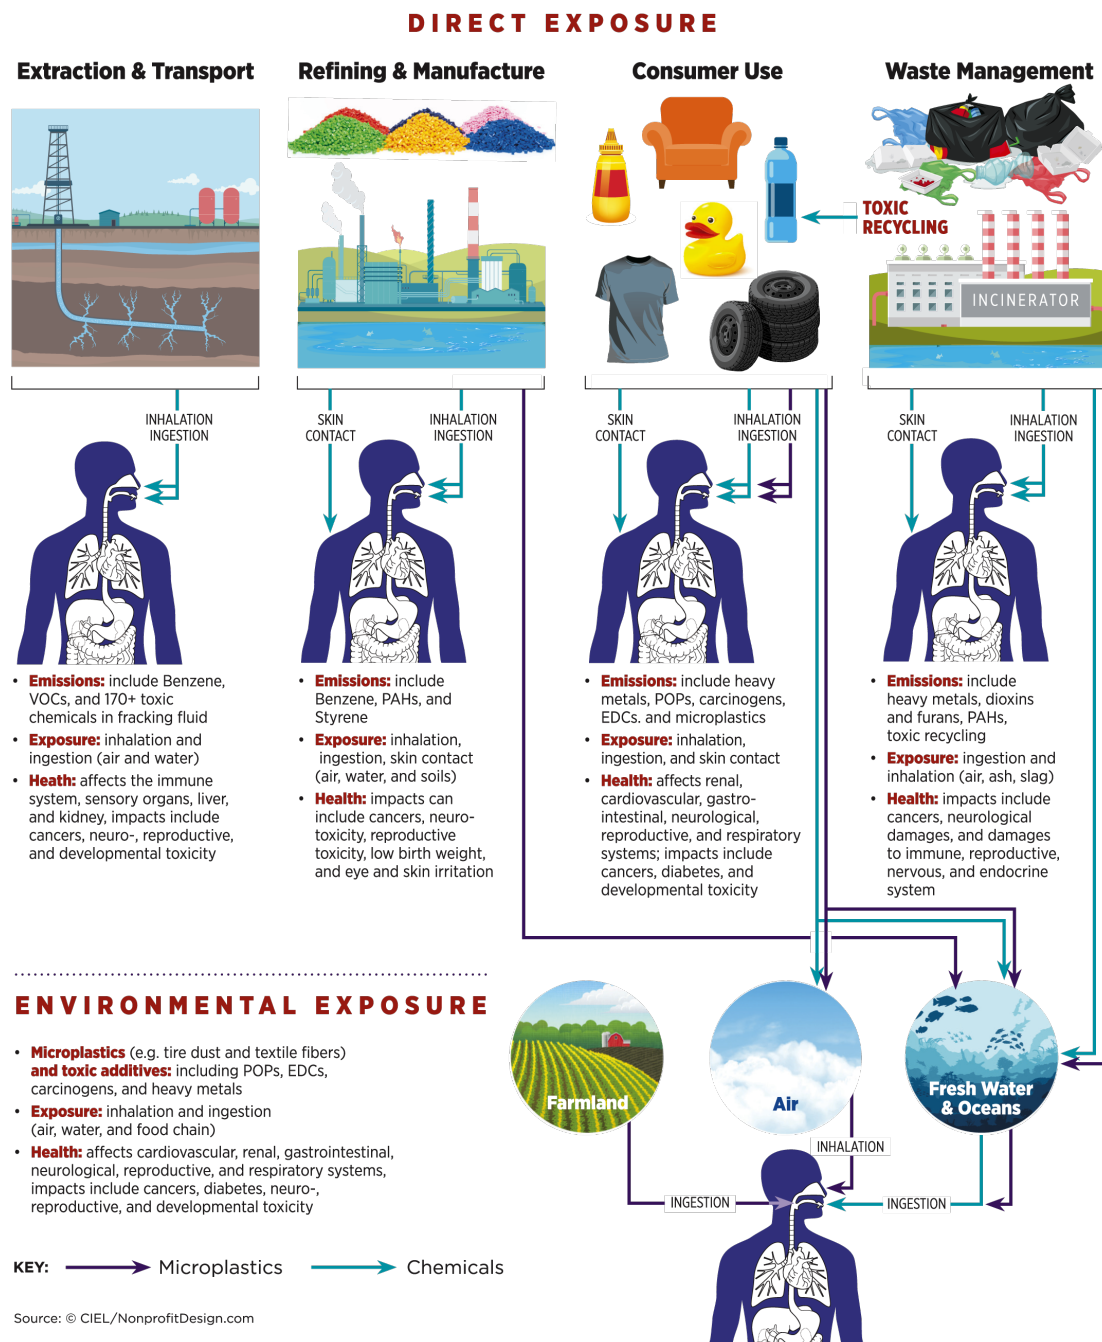 DIRECT EXPOSURE
Extraction & Transport
Refining & Manufacture
Consumer Use
Waste Management
TOXIC
RECYCLING
INCINERATOR
INHALATION
INGESTION
SKIN
CONTACT
INHALATION
INGESTION
SKIN
CONTACT
INHALATION
INGESTION
SKIN
CONTACT
INHALATION
INGESTION
• Emissions: include Benzene,
VOCs, and 170+ toxic
chemicals in fracking fluid
• Exposure: inhalation and
ingestion (air and water)
• Heath: affects the immune
system, sensory organs, liver,
and kidney, impacts include
cancers, neuro-, reproductive,
and developmental toxicity
• Emissions: include
Benzene, PAHs, and
Styrene
• Exposure: inhalation,
ingestion, skin contact
(air, water, and soils)
• Health: impacts can
include cancers, neuro-
toxicity, reproductive
toxicity, low birth weight,
and eye and skin irritation
• Emissions: include heavy
metals, POPs, carcinogens,
EDCs. and microplastics
• Exposure: inhalation,
ingestion, and skin contact
• Health: affects renal,
cardiovascular, gastro-
intestinal, neurological,
reproductive, and respiratory
systems; impacts include
cancers, diabetes, and
developmental toxicity
• Emissions: include
heavy metals, dioxins
and furans, PAHs,
toxic recycling
• Exposure: ingestion and
inhalation (air, ash, slag)
• Health: impacts include
cancers, neurological
damages, and damages
to immune, reproductive,
nervous, and endocrine
system
ENVIRONMENTAL EXPOSURE
• Microplastics (e.g. tire dust and textile fibers)
and toxic additives: including POPs, EDCs,
carcinogens, and heavy metals
• Exposure: inhalation and ingestion
(air, water, and food chain)
• Health: affects cardiovascular, renal, gastrointestinal,
neurological, reproductive, and respiratory systems,
impacts include cancers, diabetes, neuro-,
reproductive, and developmental toxicity
Farmland
Air
Fresh Water
& Oceans
INHALATION
INGESTION
INGESTION
KEY:
Microplastics
Chemicals
Source: © CIEL/NonprofitDesign.com